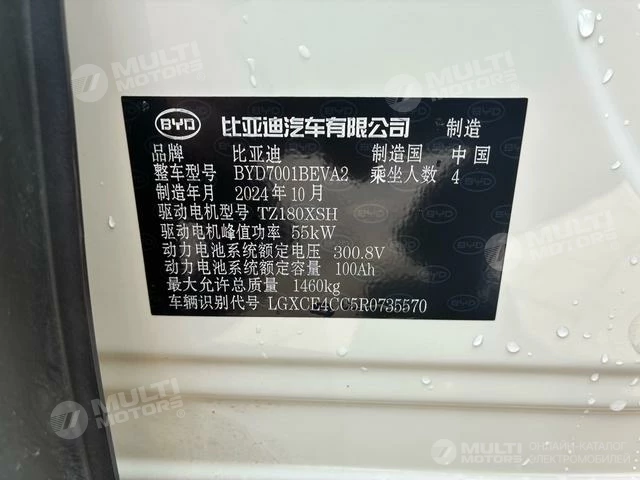 BYD 比亚迪汽车有限公司 制造
品牌 比亚迪 制造国 中国
整车型号 BYD7001BEVA2 乘坐人数 4
制造年月 2024年10月
驱动电机型号 TZ180XSH
驱动电机峰值功率 55kW
动力电池系统额定电压 300.8V
动力电池系统额定容量 100Ah
最大允许总质量 1460kg
车辆识别代号 LGXCE4CC5R0735570
MULTI MOTORS®
MULTI MOTORS
MULTI MOTORS®
MULTI MOTORS
ОНЛАЙН-КАТАЛОГ
ЭЛЕКТРОМОБИЛЕЙ